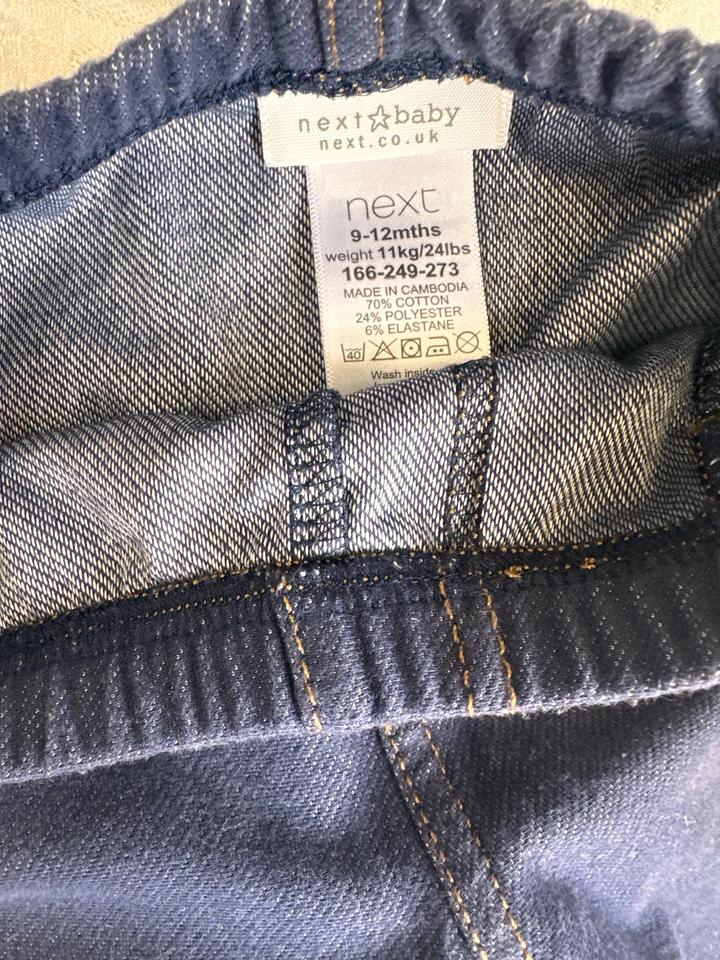 next☆baby
next.co.uk
next
9-12mths
weight 11kg/24lbs
166-249-273
MADE IN CAMBODIA
70% COTTON
24% POLYESTER
6% ELASTANE
40
Wash inside